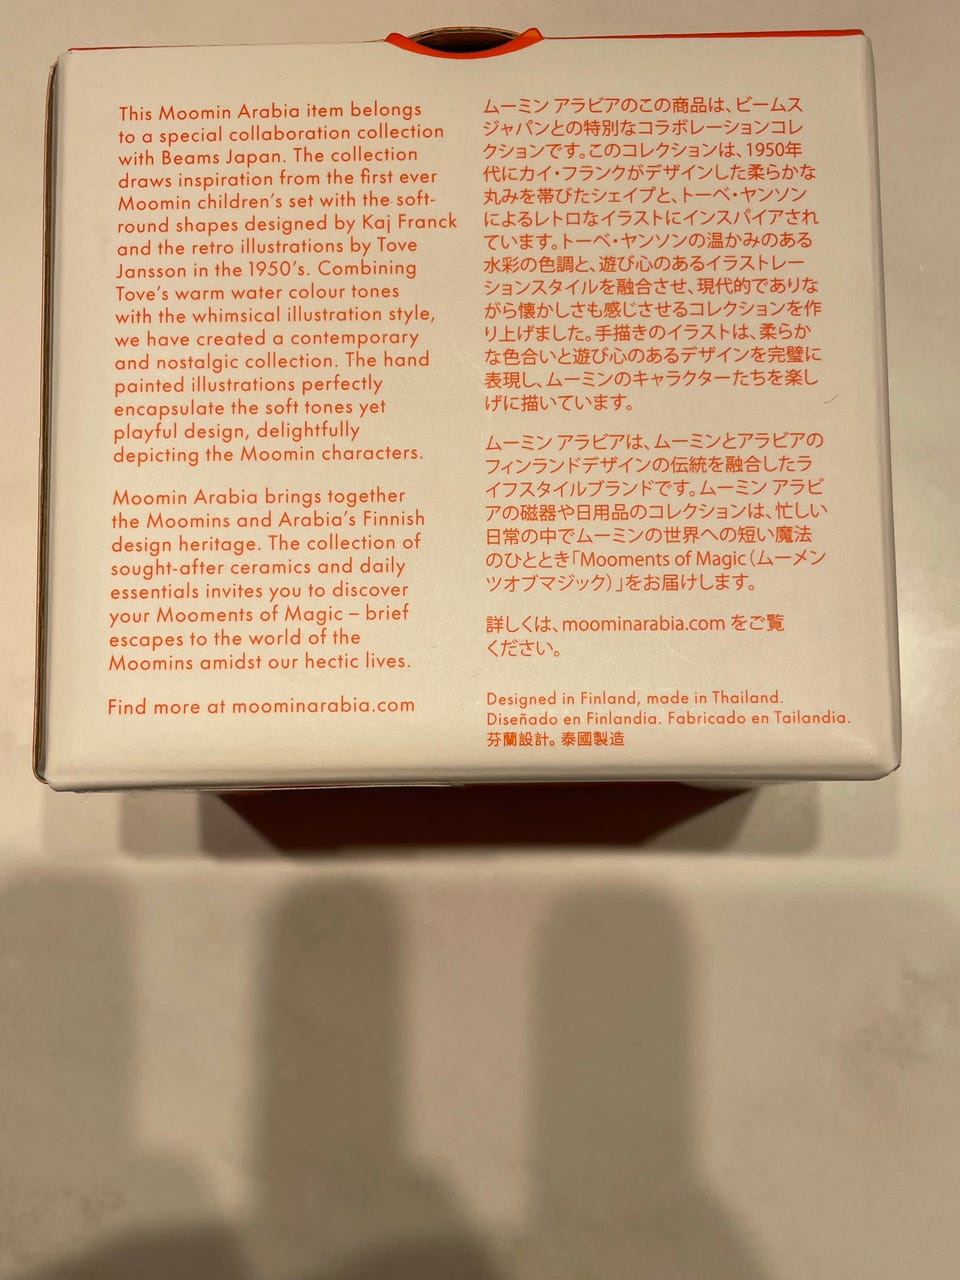 This Moomin Arabia item belongs
to a special collaboration collection
with Beams Japan. The collection
draws inspiration from the first ever
Moomin children's set with the soft-
round shapes designed by Kaj Franck
and the retro illustrations by Tove
Jansson in the 1950's. Combining
Tove's warm water colour tones
with the whimsical illustration style,
we have created a contemporary
and nostalgic collection. The hand
painted illustrations perfectly
encapsulate the soft tones yet
playful design, delightfully
depicting the Moomin characters.
Moomin Arabia brings together
the Moomins and Arabia's Finnish
design heritage. The collection of
sought-after ceramics and daily
essentials invites you to discover
your Mooments of Magic – brief
escapes to the world of the
Moomins amidst our hectic lives.
Find more at moominarabia.com
ムーミン アラビアのこの商品は、ビームス
ジャパンとの特別なコラボレーションコレ
クションです。このコレクションは、1950年
代にカイ・フランクがデザインした柔らかな
丸みを帯びたシェイプと、トーベ・ヤンソン
によるレトロなイラストにインスパイアされ
ています。トーベ・ヤンソンの温かみのある
水彩の色調と、遊び心のあるイラストレー
ションスタイルを融合させ、現代的でありな
がら懐かしさも感じさせるコレクションを作
り上げました。手描きのイラストは、柔らか
な色合いと遊び心のあるデザインを完璧に
表現し、ムーミンのキャラクターたちを楽し
げに描いています。
ムーミン アラビアは、ムーミンとアラビアの
フィンランドデザインの伝統を融合したラ
イフスタイルブランドです。ムーミン アラビ
アの磁器や日用品のコレクションは、忙しい
日常の中でムーミンの世界への短い魔法
のひととき「Mooments of Magic（ムーメン
ツオブマジック）」をお届けします。
詳しくは、moominarabia.com をご覧
ください。
Designed in Finland, made in Thailand.
Diseñado en Finlandia. Fabricado en Tailandia.
芬蘭設計。泰國製造